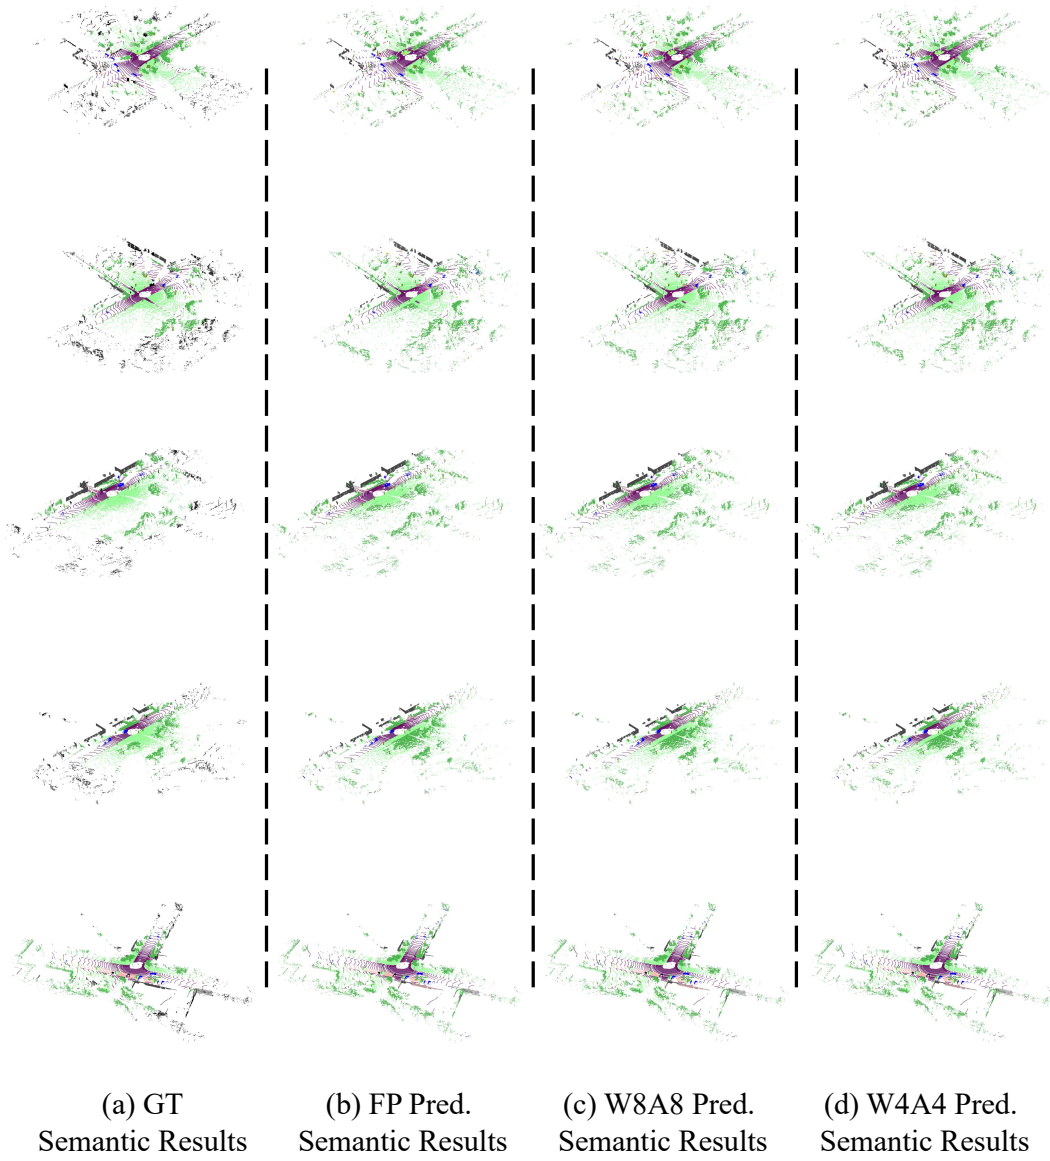 (a) GT
Semantic Results
(b) FP Pred.
Semantic Results
(c) W8A8 Pred.
Semantic Results
(d) W4A4 Pred.
Semantic Results